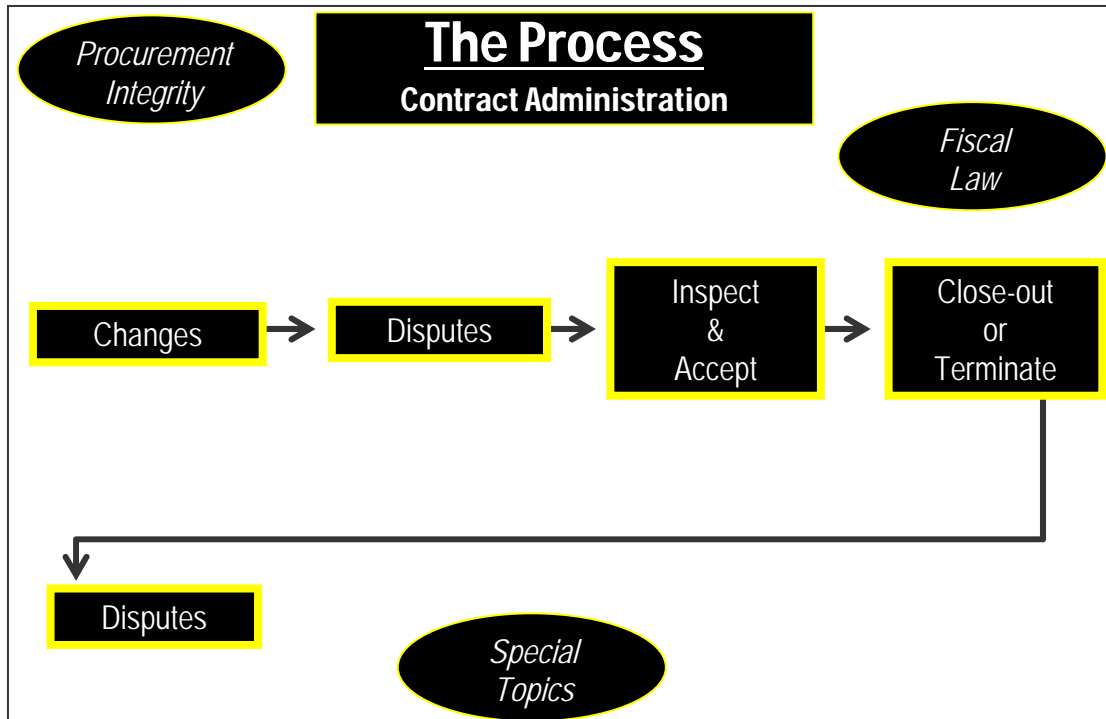 Procurement
Integrity
The Process
Contract Administration
Fiscal
Law
Changes
Disputes
Inspect
&
Accept
Close-out
or
Terminate
Disputes
Special
Topics